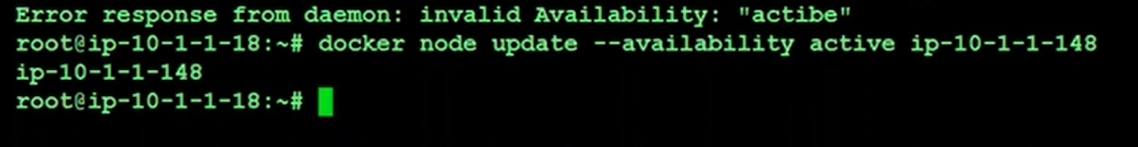 Error response from daemon: invalid Availability: "actibe"
root@ip-10-1-1-18:~# docker node update --availability active ip-10-1-1-148
ip-10-1-1-148
root@ip-10-1-1-18:~#